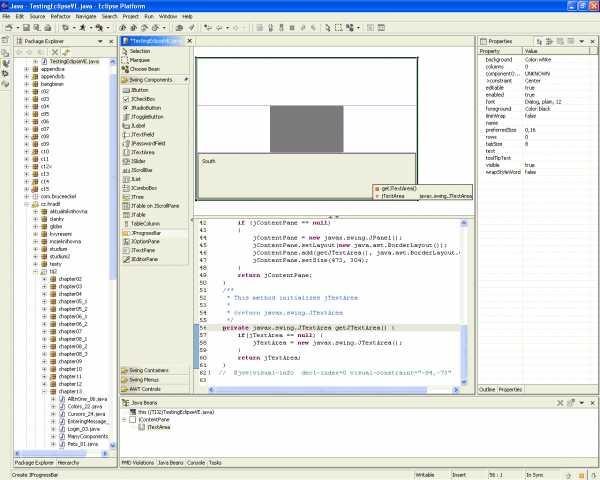 Java - TestingEclipseVE.java - Eclipse Platform
File Edit Source Refactor Navigate Search Project Run Window Help
Package Explorer
TestingEclipseVE.java
appendixa
appendixb
bangbean
c02
c03
c04
c05
c06
c07
c08
c09
c10
c11
c12
c13
c14
c15
com.bruceeckel
cz.hradil
aktualniknihovna
clanky
globe
kvyresemi
mojeknihovna
studium
studium2
testy
tij2
chapter02
chapter03
chapter04
chapter05_1
chapter05_2
chapter06_1
chapter06_2
chapter07
chapter08
chapter08_1
chapter08
chapter09
chapter10
chapter11
chapter12
chapter13
AllInOne_06.java
Colors_22.java
Cursors_24.java
EnteringMessage_
Login_03.java
ManyComponents
Pets_01.java
Package Explorer Hierarchy
*TestingEclipseVE.java
Selection
Marquee
Choose Bean
Swing Components
JButton
JCheckBox
JRadioButton
JToggleButton
JLabel
JTextField
JPasswordField
JTextArea
JSlider
JScrollBar
JList
JComboBox
JTree
JTable on JScrollPane
JTable
TableColumn
JProgressBar
JOptionPane
JTextPane
JEditorPane
Swing Containers
Swing Menus
AWT Controls
South
getJTextArea()
jTextArea javax.swing.JTextArea
42 if (jContentPane == null)
43 {
44 jContentPane = new javax.swing.JPanel();
45 jContentPane.setLayout(new java.awt.BorderLayout());
46 jContentPane.add(getJTextArea(), java.awt.BorderLayout.
47 jContentPane.setSize(473, 304);
48 }
49 return jContentPane;
50 }
51 /**
52 * This method initializes jTextArea
53 *
54 * @return javax.swing.JTextArea
55 */
56 private javax.swing.JTextArea getJTextArea() {
57 if(jTextArea == null) {
58 jTextArea = new javax.swing.JTextArea();
59 }
60 return jTextArea;
61 }
62 // @jve:visual-info decl-index=0 visual-constraint="-84,-73"
63
Properties
Property Value
background Color:white
columns 0
componentO... UNKNOWN
constraint Center
editable true
enabled true
font Dialog, plain, 12
foreground Color:black
lineWrap false
name
preferredSize 0,16
rows 0
tabSize 8
text
toolTipText
visible true
wrapStyleWord false
Outline Properties
Java Beans
this (JTI32)TestingEclipseVE.java)
jContentPane
jTextArea
PMD Violations Java Beans Console Tasks
Create JProgressBar
Writable
Insert
56 : 1
In Sync